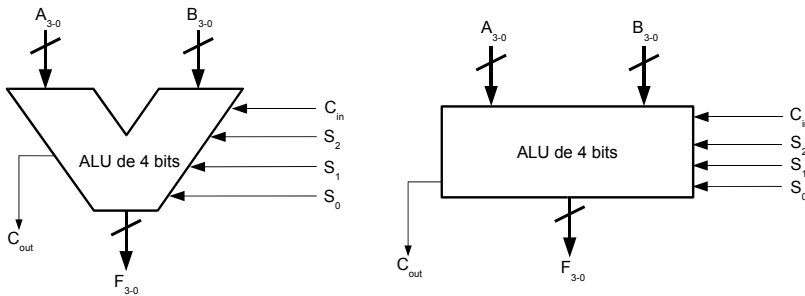 A3-0
B3-0
Cin
S2
ALU de 4 bits
S1
S0
Cout
F3-0
A3-0
B3-0
Cin
S2
ALU de 4 bits
S1
S0
Cout
F3-0